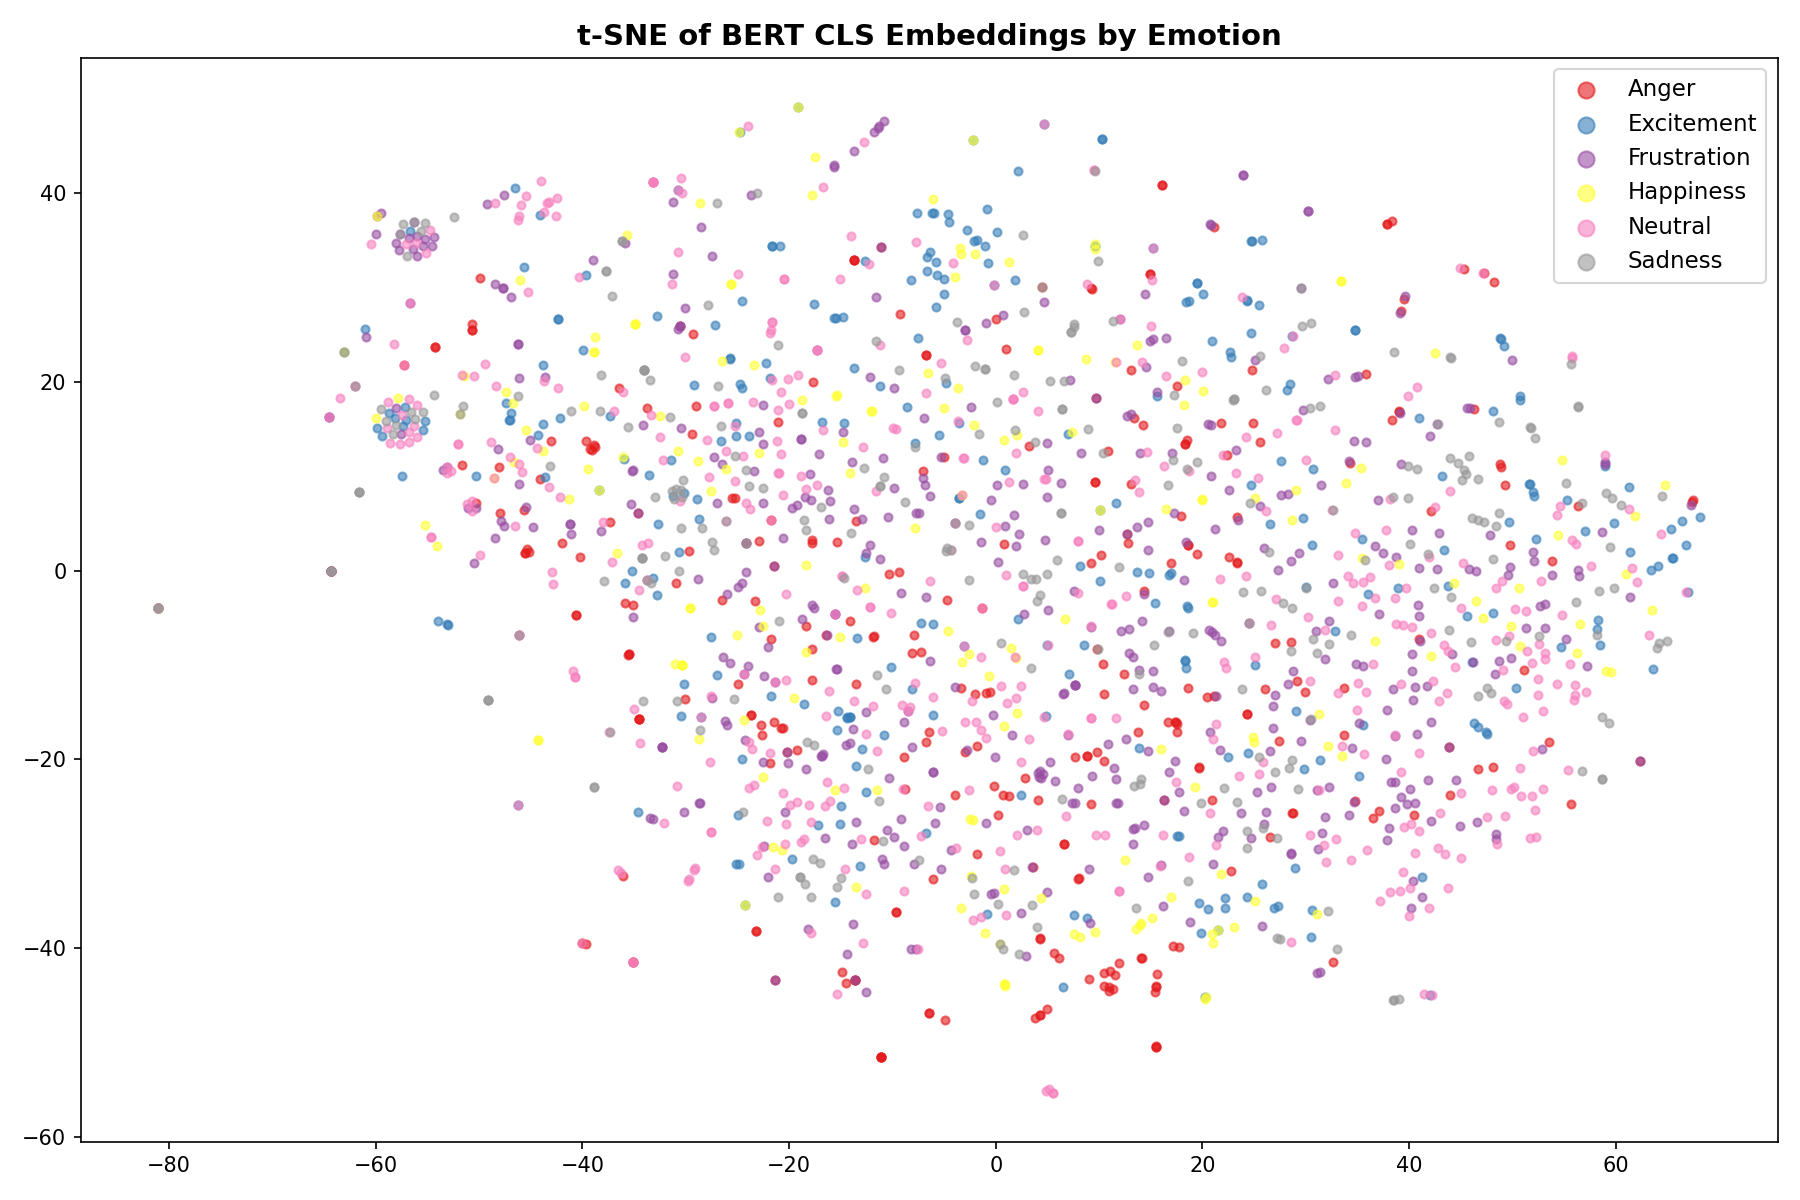 t-SNE of BERT CLS Embeddings by Emotion
Anger
Excitement
Frustration
Happiness
Neutral
Sadness
40
20
0
−20
−40
−60
−80
−60
−40
−20
0
20
40
60